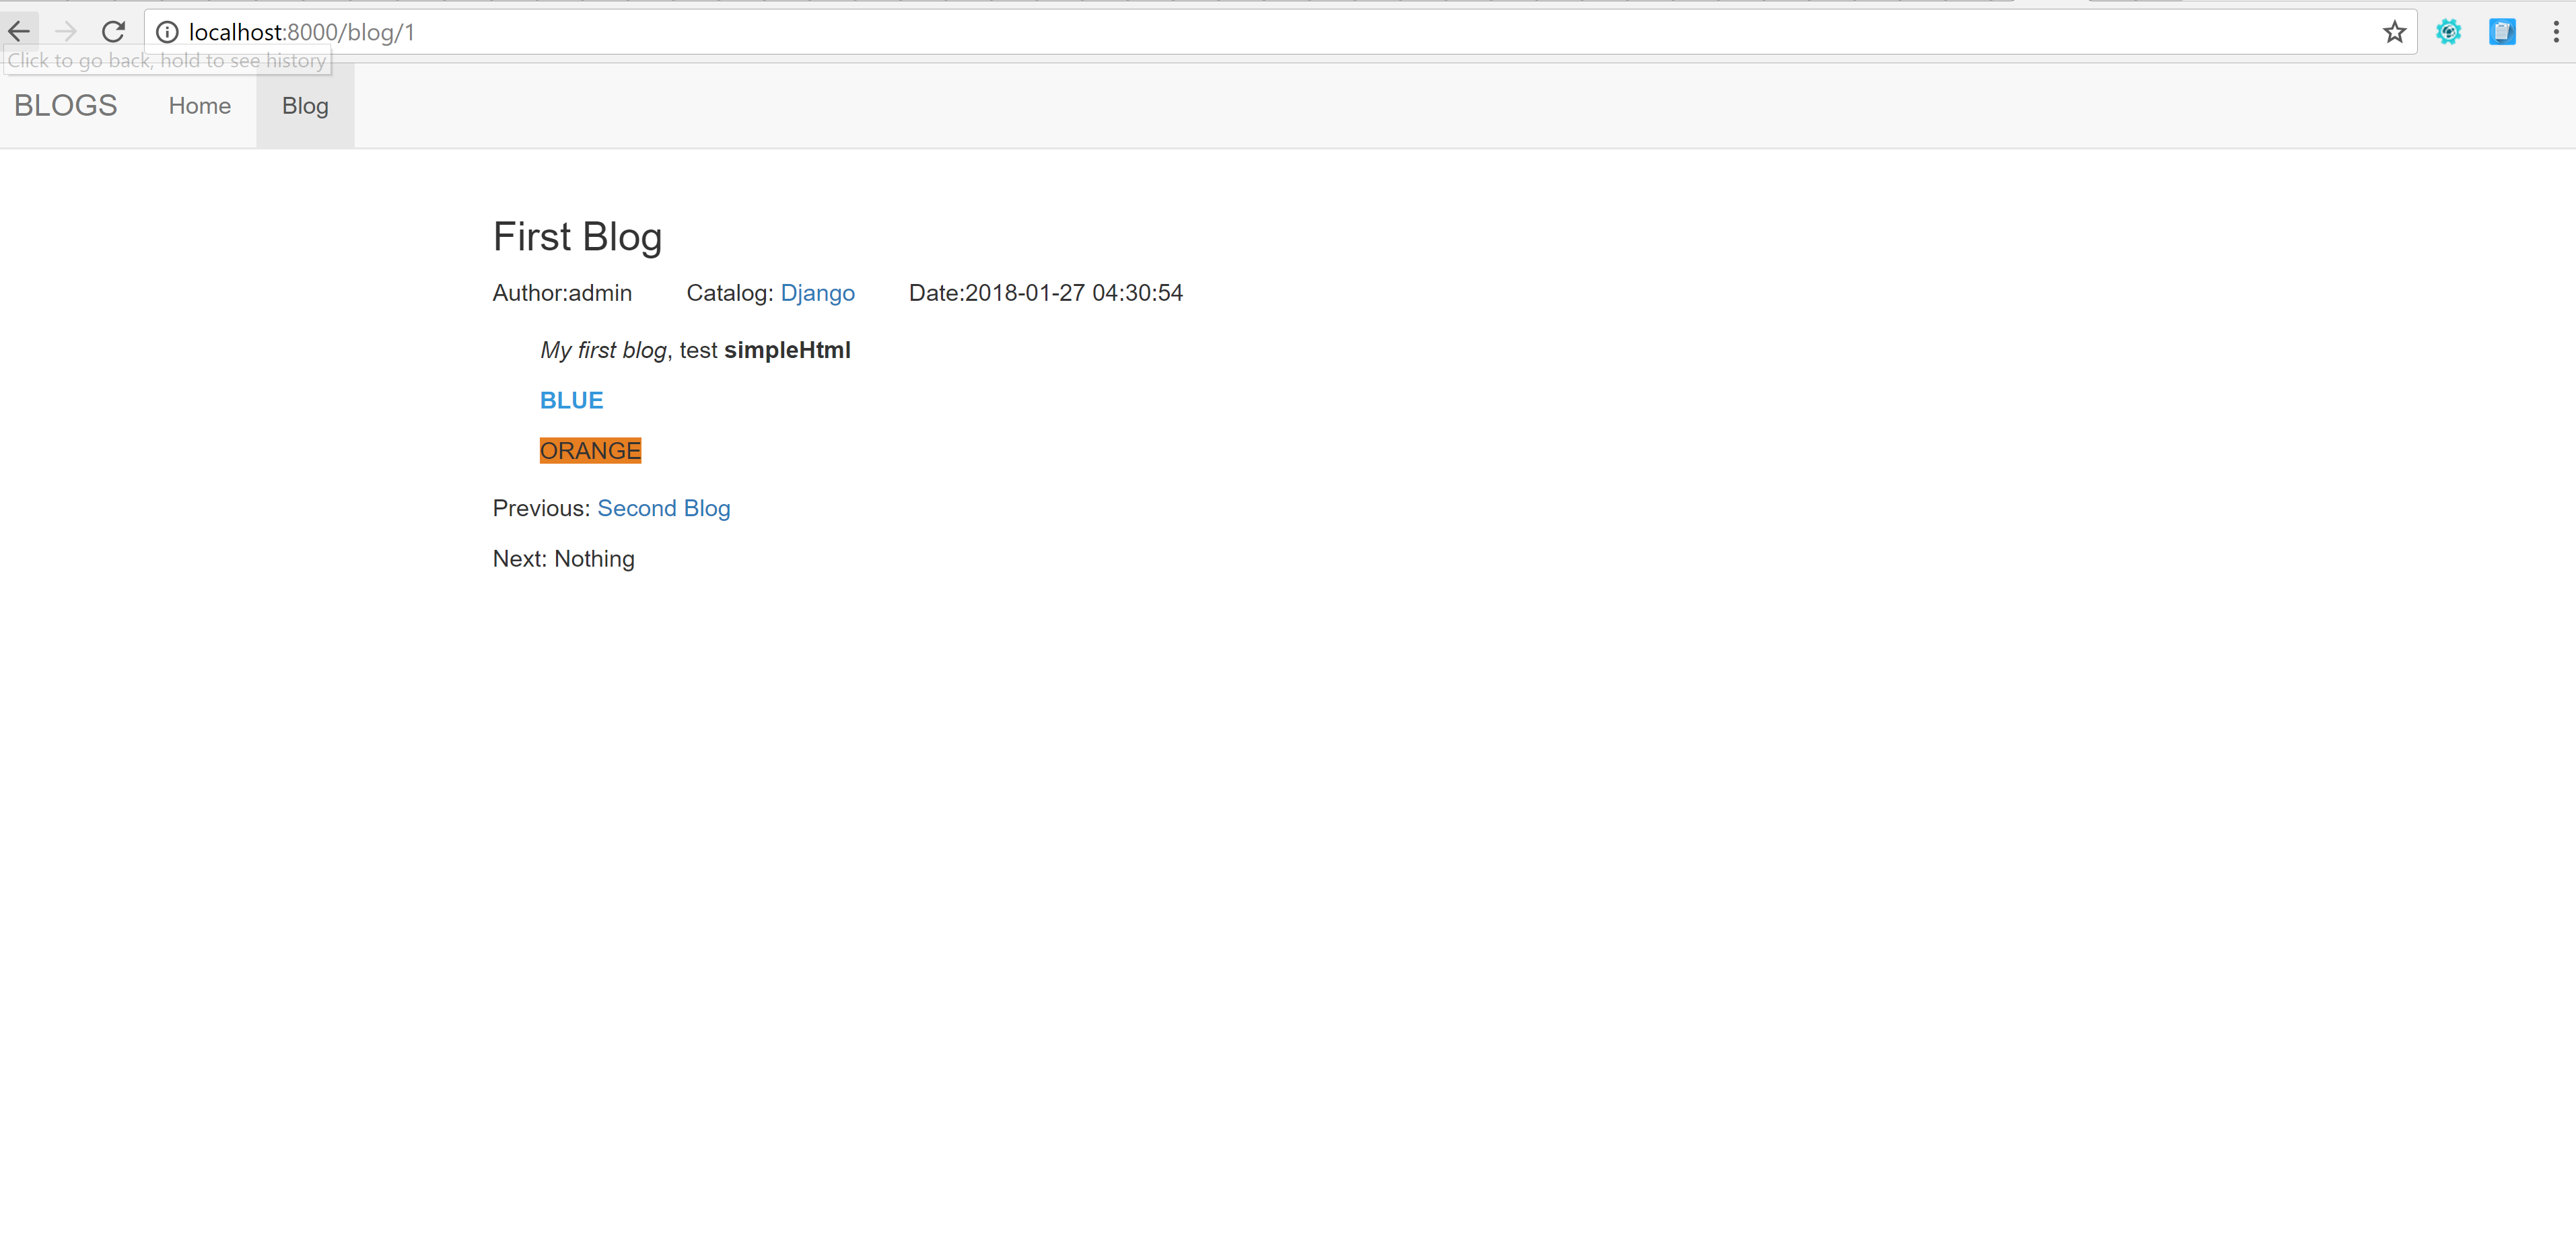 localhost:8000/blog/1
Click to go back, hold to see history
BLOGS Home Blog
First Blog
Author:admin Catalog: Django Date:2018-01-27 04:30:54
My first blog, test simpleHtml
BLUE
ORANGE
Previous: Second Blog
Next: Nothing